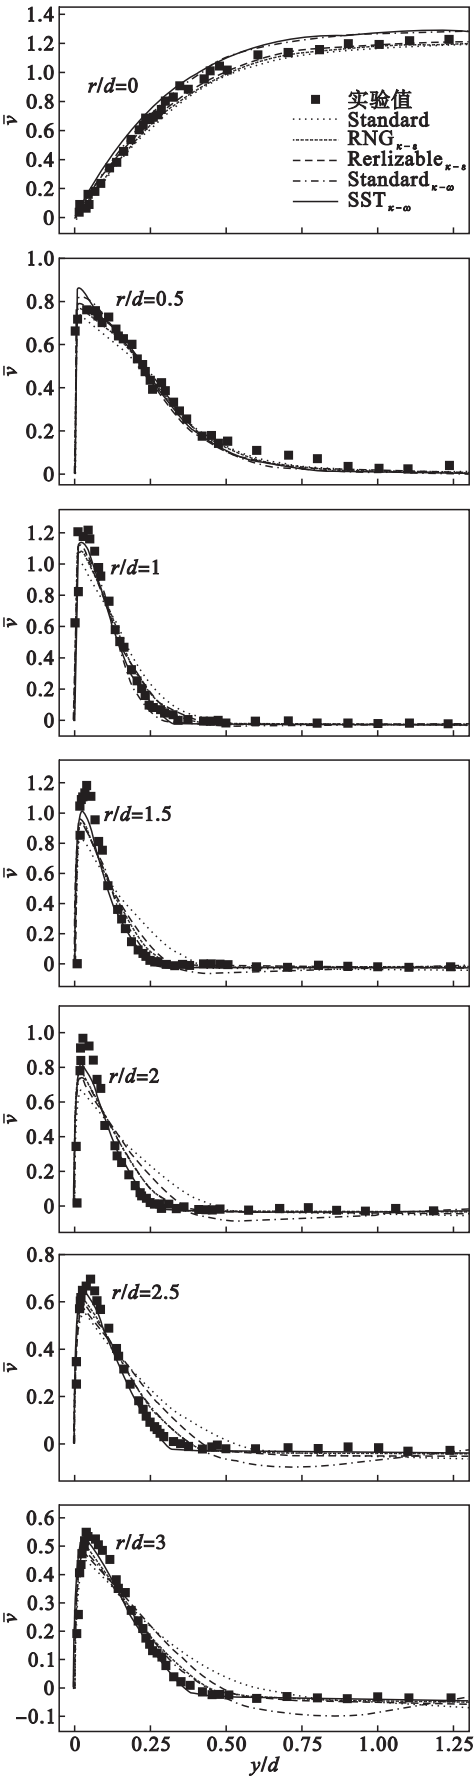 1.4
1.2
1.0
0.8
0.6
0.4
0.2
0
v̄
r/d=0
实验值
Standard
RNGκ−ε
Rerlizableκ−ε
Standardκ−ω
SSTκ−ω
1.0
0.8
0.6
0.4
0.2
0
v̄
r/d=0.5
1.2
1.0
0.8
0.6
0.4
0.2
0
v̄
r/d=1
1.2
1.0
0.8
0.6
0.4
0.2
0
v̄
r/d=1.5
1.0
0.8
0.6
0.4
0.2
0
v̄
r/d=2
0.8
0.6
0.4
0.2
0
v̄
r/d=2.5
0.6
0.5
0.4
0.3
0.2
0.1
0
−0.1
v̄
r/d=3
0 0.25 0.50 0.75 1.00 1.25
y/d